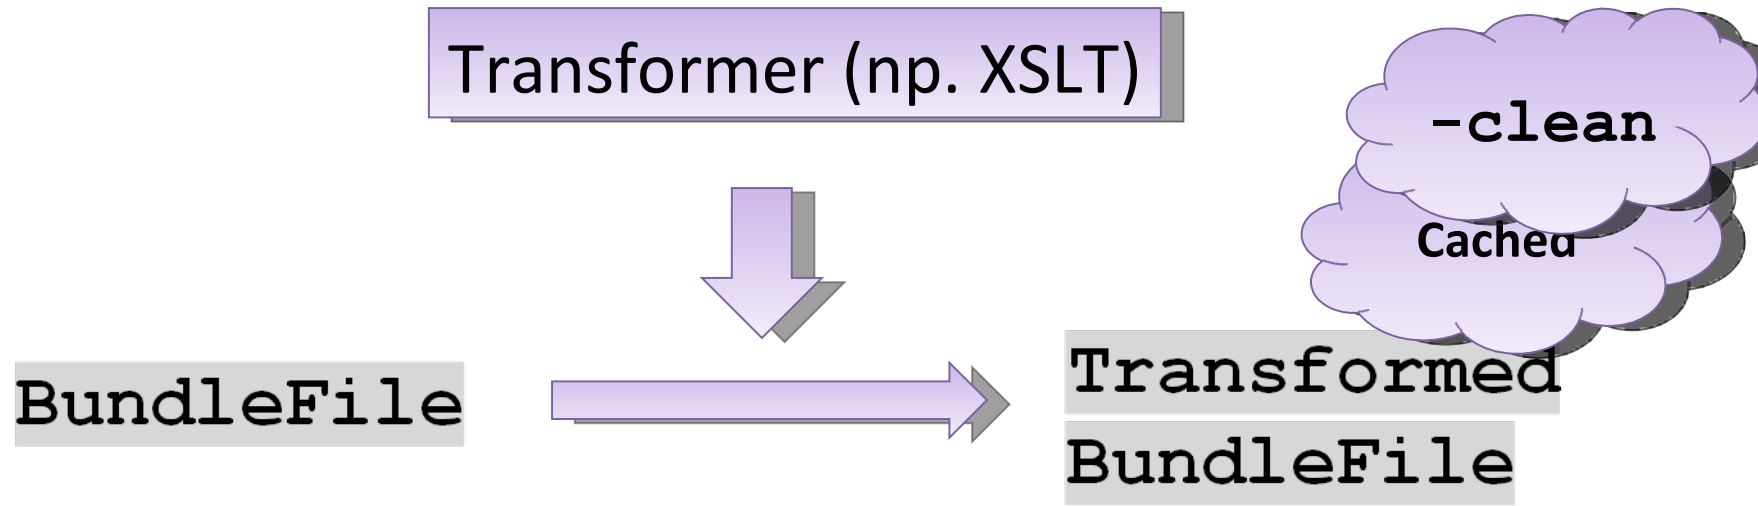 Transformer (np. XSLT)
-clean
Cached
BundleFile
Transformed
BundleFile